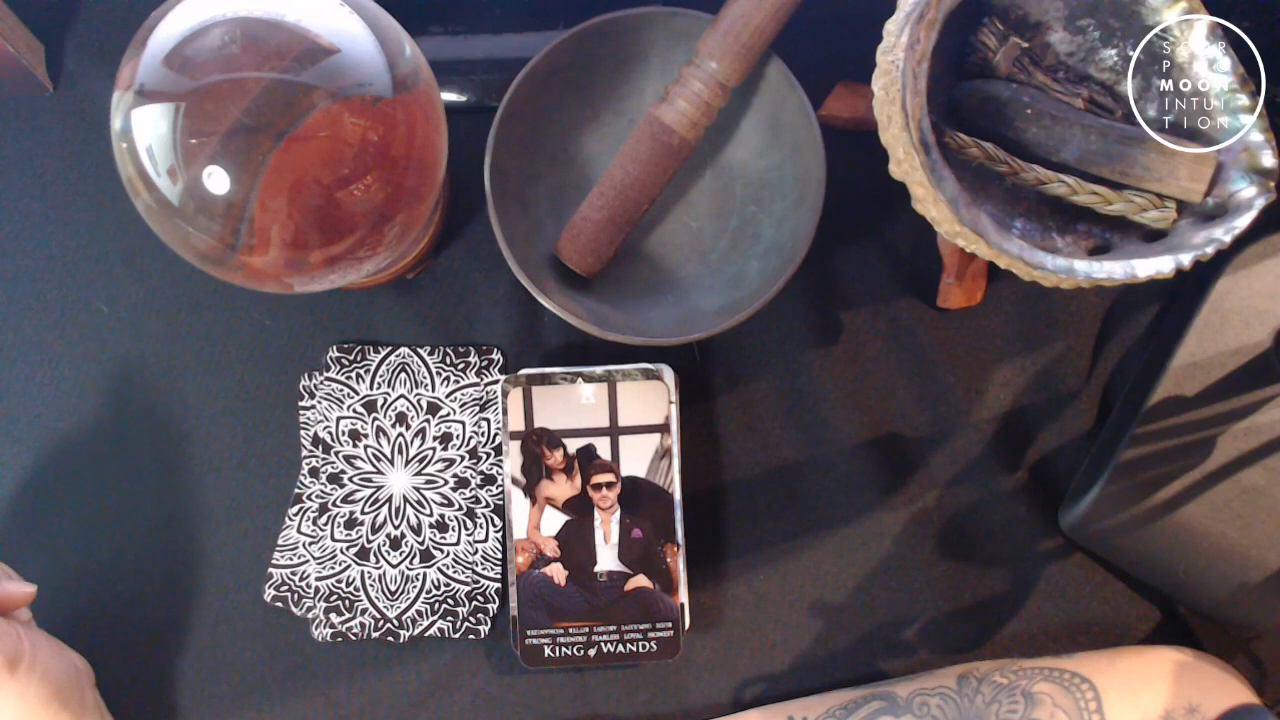 SCOR
PIO
MOON
INTUI
TION
STRONG FRIENDLY FEARLESS LOYAL HONEST
KING of WANDS